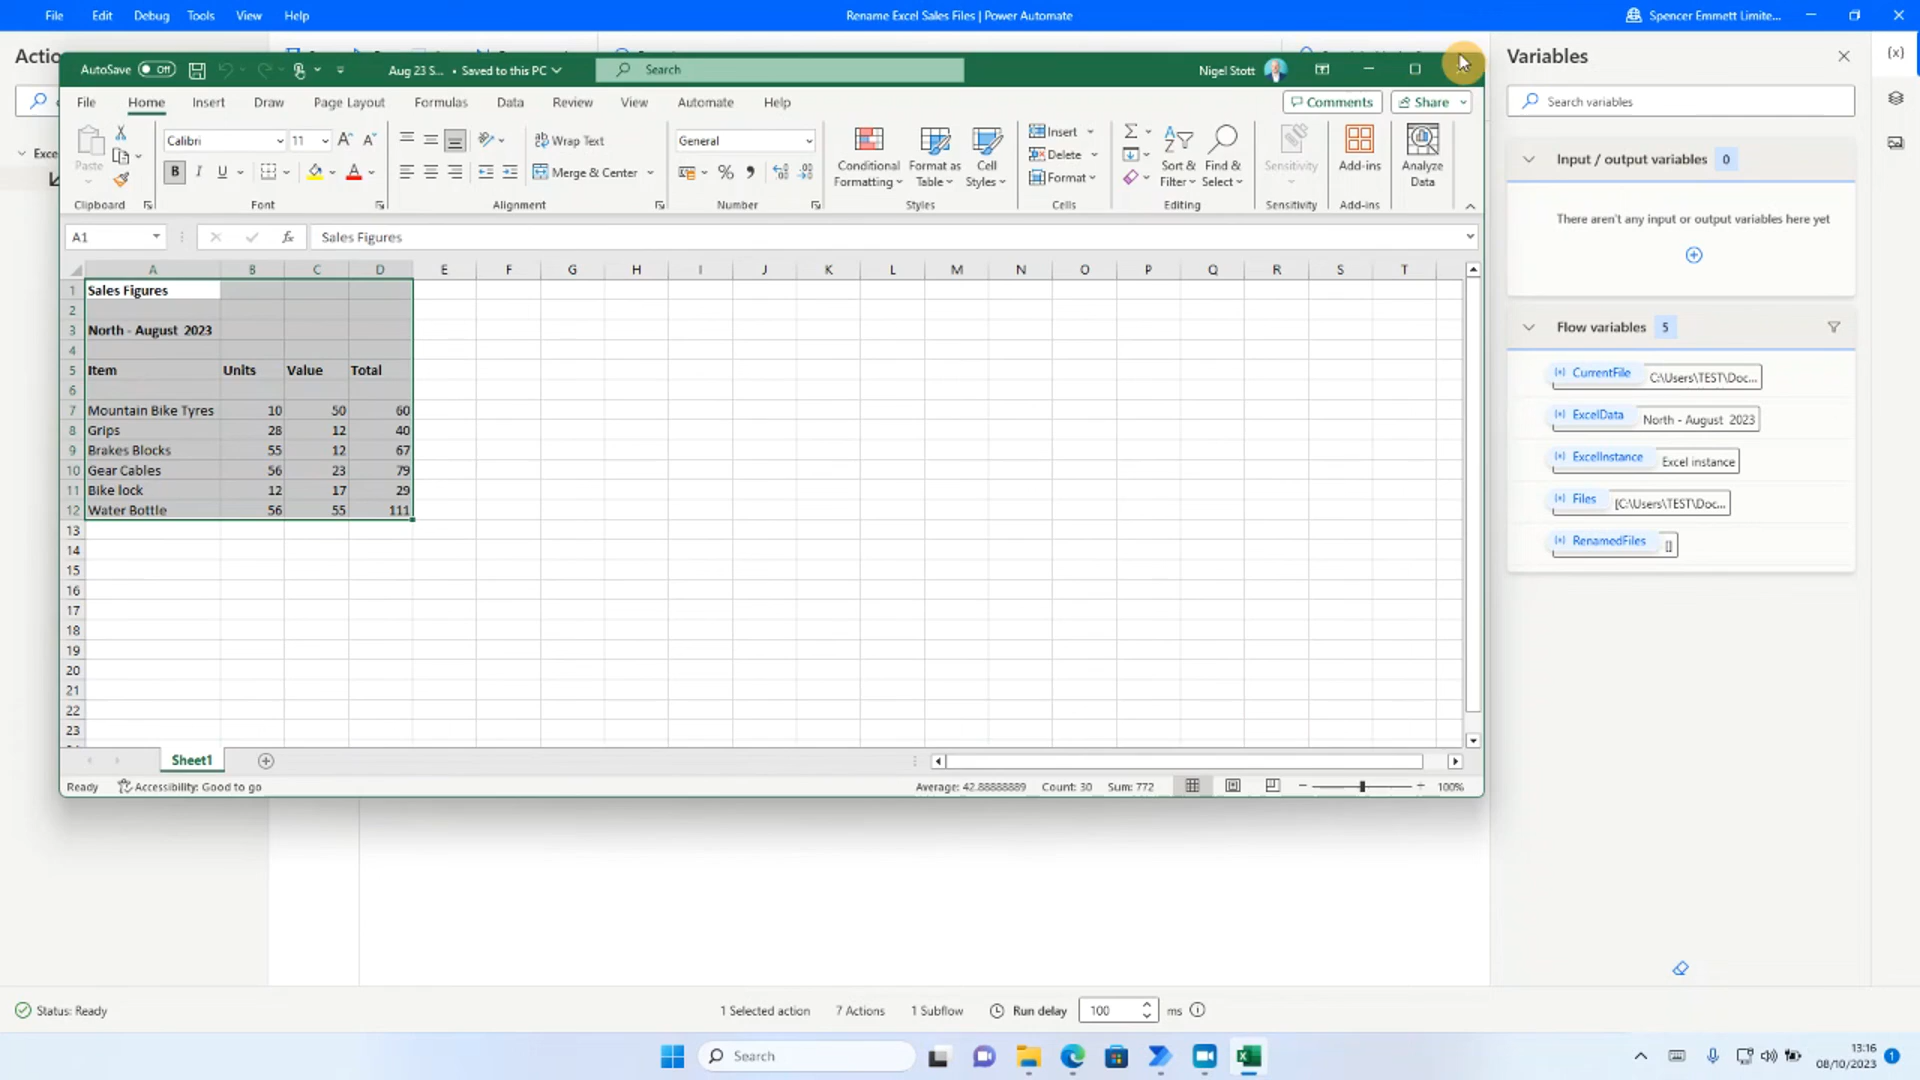 File Edit Debug Tools View Help Rename Excel Sales Files | Power Automate Spencer Emmett Limite...
Variables
AutoSave Off Aug 23 S... • Saved to this PC Search Nigel Stott
Search variables
File Home Insert Draw Page Layout Formulas Data Review View Automate Help Comments Share
Calibri 11 Wrap Text General Insert
Delete
Format
Paste B I U Merge & Center
Conditional Formatting
Format as Table
Cell Styles
Sort & Filter
Find & Select
Sensitivity
Add-ins
Analyze Data
Clipboard Font Alignment Number Styles Cells Editing Sensitivity Add-ins
Input / output variables 0
There aren't any input or output variables here yet
A1 fx Sales Figures
A B C D E F G H I J K L M N O P Q R S T
1 Sales Figures
2
3 North - August 2023
4
5 Item Units Value Total
6
7 Mountain Bike Tyres 10 50 60
8 Grips 28 12 40
9 Brakes Blocks 55 12 67
10 Gear Cables 56 23 79
11 Bike lock 12 17 29
12 Water Bottle 56 55 111
13
14
15
16
17
18
19
20
21
22
23
Flow variables 5
CurrentFile C:\Users\TEST\Doc...
ExcelData North - August 2023
ExcelInstance Excel instance
Files [C:\Users\TEST\Doc...
RenamedFiles []
Sheet1
Ready Accessibility: Good to go Average: 42.88888889 Count: 30 Sum: 772 100%
Status: Ready 1 Selected action 7 Actions 1 Subflow Run delay 100 ms
Search
13:16
08/10/2023
1